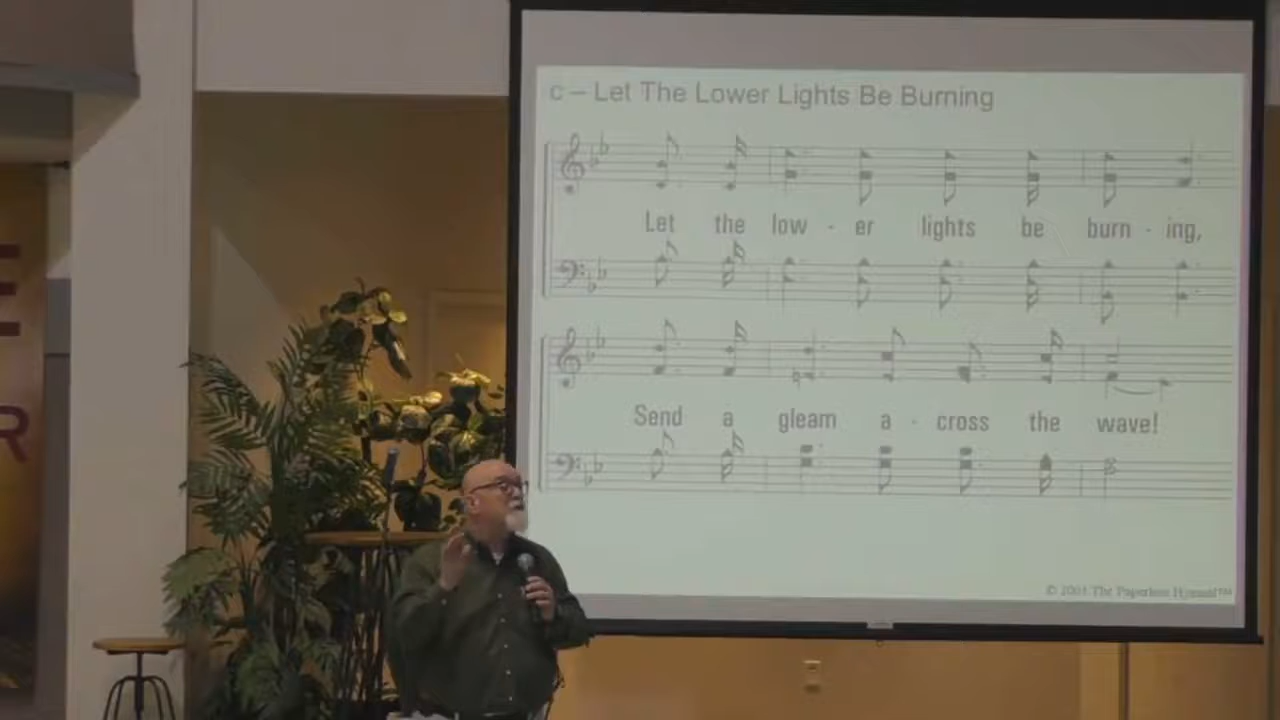 c – Let The Lower Lights Be Burning
Let the low - er lights be burn - ing,
Send a gleam a - cross the wave!
© 2001 The Paperless Hymnal™
E
R